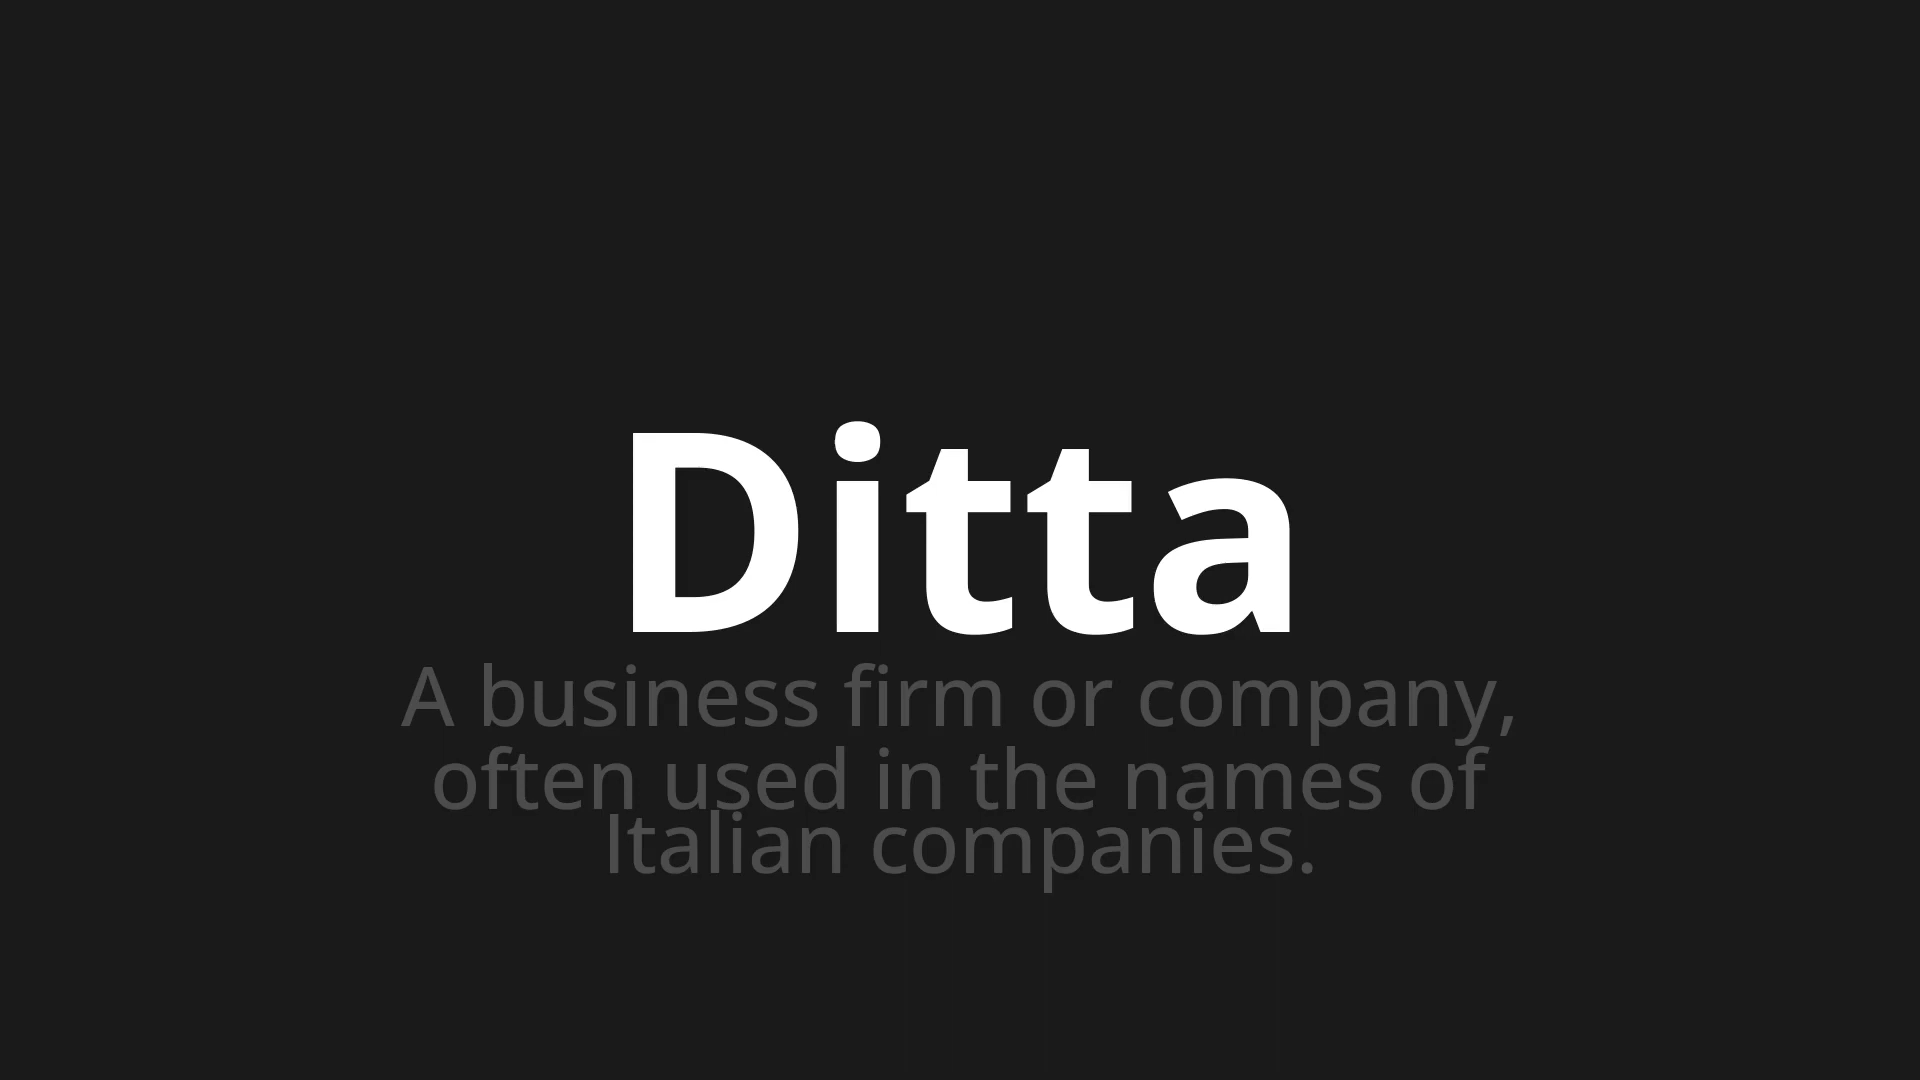 Ditta
A business firm or company,
often used in the names of
Italian companies.